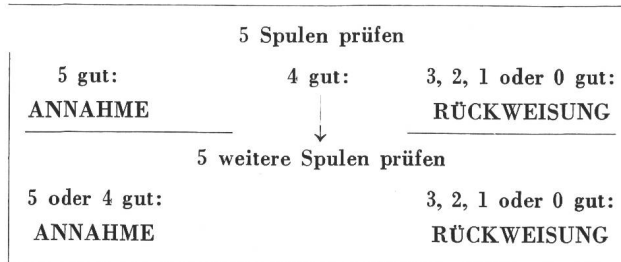 5 Spulen prüfen
5 gut: 4 gut: 3, 2, 1 oder 0 gut:
ANNAHME RÜCKWEISUNG
5 weitere Spulen prüfen
5 oder 4 gut: 3, 2, 1 oder 0 gut:
ANNAHME RÜCKWEISUNG